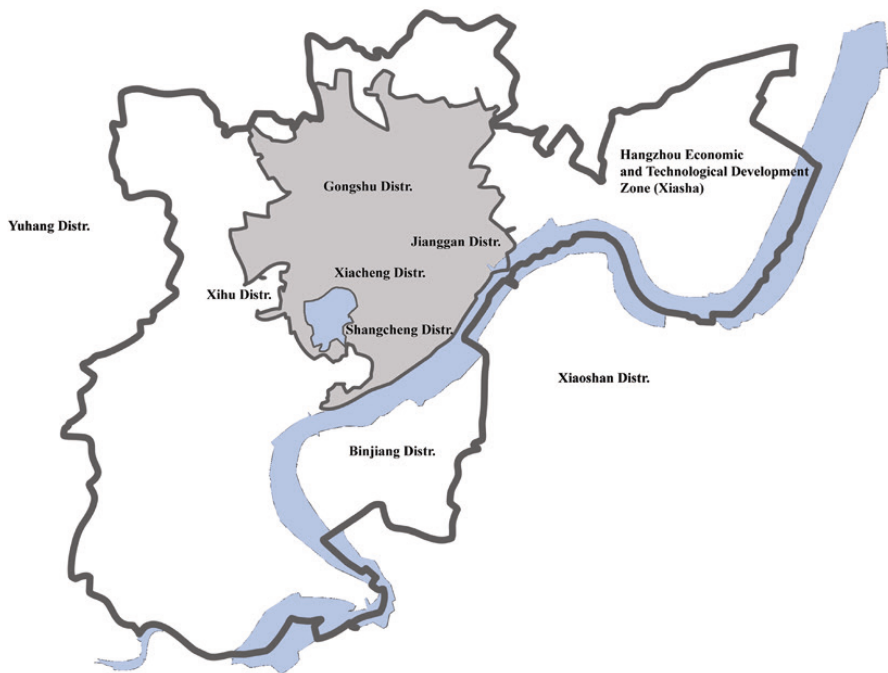 Hangzhou Economic
and Technological Development
Zone (Xiasha)
Gongshu Distr.
Yuhang Distr.
Jianggan Distr.
Xiacheng Distr.
Xihu Distr.
Shangcheng Distr.
Xiaoshan Distr.
Binjiang Distr.